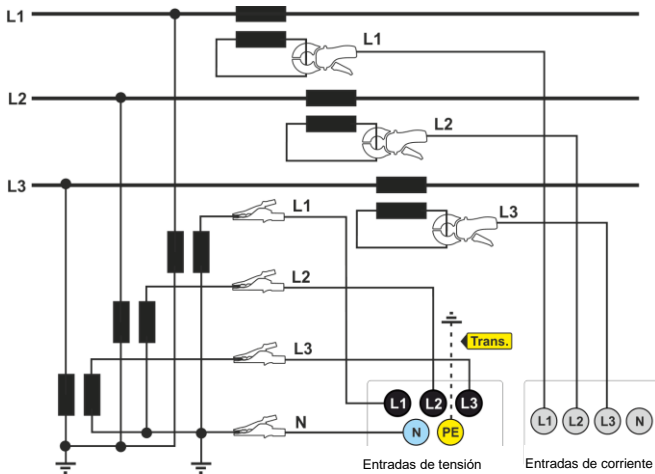 L1
L1
L2
L2
L3
L3
L1
L2
Trans.
L3
L1 L2 L3
L1 L2 L3 N
N
N PE
Entradas de tensión
Entradas de corriente